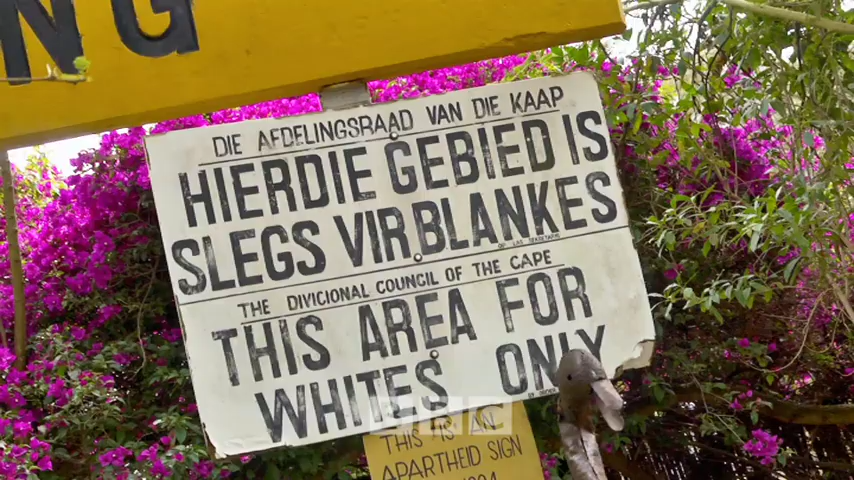 NG
DIE AFDELINGSRAAD VAN DIE KAAP
HIERDIE GEBIED IS
SLEGS VIR BLANKES
THE DIVICIONAL COUNCIL OF THE CAPE
THIS AREA FOR
WHITES ONLY
BBC
THIS IS AN
APARTHEID SIGN